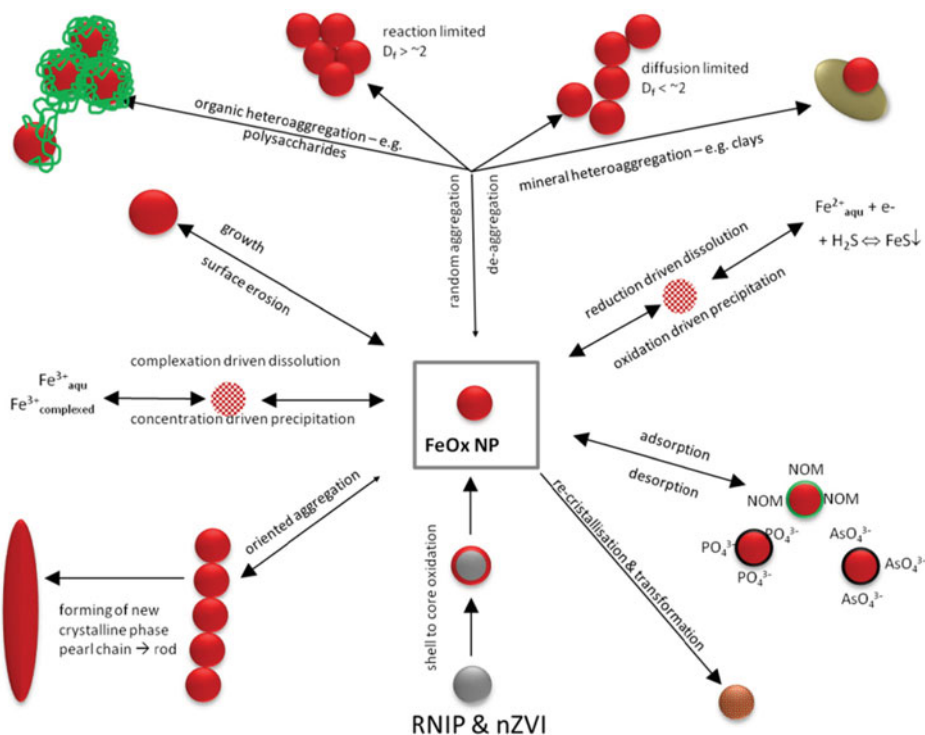 reaction limited
D_f > ~2
diffusion limited
D_f < ~2
organic heteroaggregation – e.g.
polysaccharides
mineral heteroaggregation – e.g. clays
random aggregation
de-aggregation
growth
surface erosion
Fe²⁺aqu + e-
+ H₂S ⇔ FeS↓
reduction driven dissolution
oxidation driven precipitation
complexation driven dissolution
Fe³⁺aqu
Fe³⁺complexed
concentration driven precipitation
FeOx NP
adsorption
desorption
NOM
NOM
NOM
PO₄³⁻
PO₄³⁻
PO₄³⁻
AsO₄³⁻
AsO₄³⁻
AsO₄³⁻
oriented aggregation
re-cristallisation & transformation
shell to core oxidation
forming of new
crystalline phase
pearl chain → rod
RNIP & nZVI